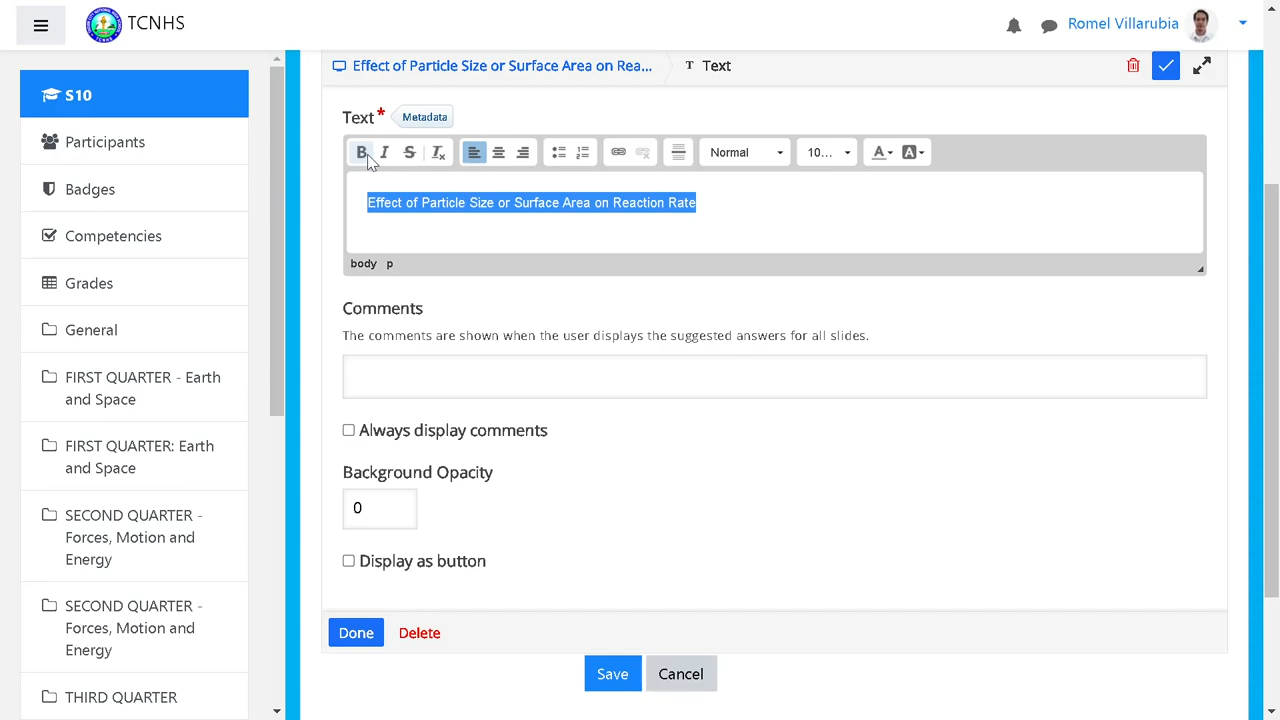 TCNHS
Romel Villarubia
Effect of Particle Size or Surface Area on Rea...
T Text
S10
Participants
Badges
Competencies
Grades
General
FIRST QUARTER - Earth
and Space
FIRST QUARTER: Earth
and Space
SECOND QUARTER -
Forces, Motion and
Energy
SECOND QUARTER -
Forces, Motion and
Energy
THIRD QUARTER
Text*
Metadata
B I S Ix
Normal
10...
A A
Effect of Particle Size or Surface Area on Reaction Rate
body p
Comments
The comments are shown when the user displays the suggested answers for all slides.
Always display comments
Background Opacity
0
Display as button
Done
Delete
Save
Cancel